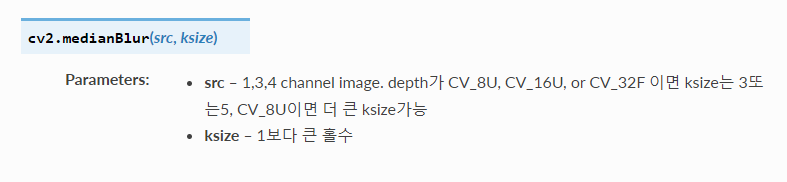 cv2.medianBlur(src, ksize)
Parameters:
• src – 1,3,4 channel image. depth가 CV_8U, CV_16U, or CV_32F 이면 ksize는 3또
는5, CV_8U이면 더 큰 ksize가능
• ksize – 1보다 큰 홀수